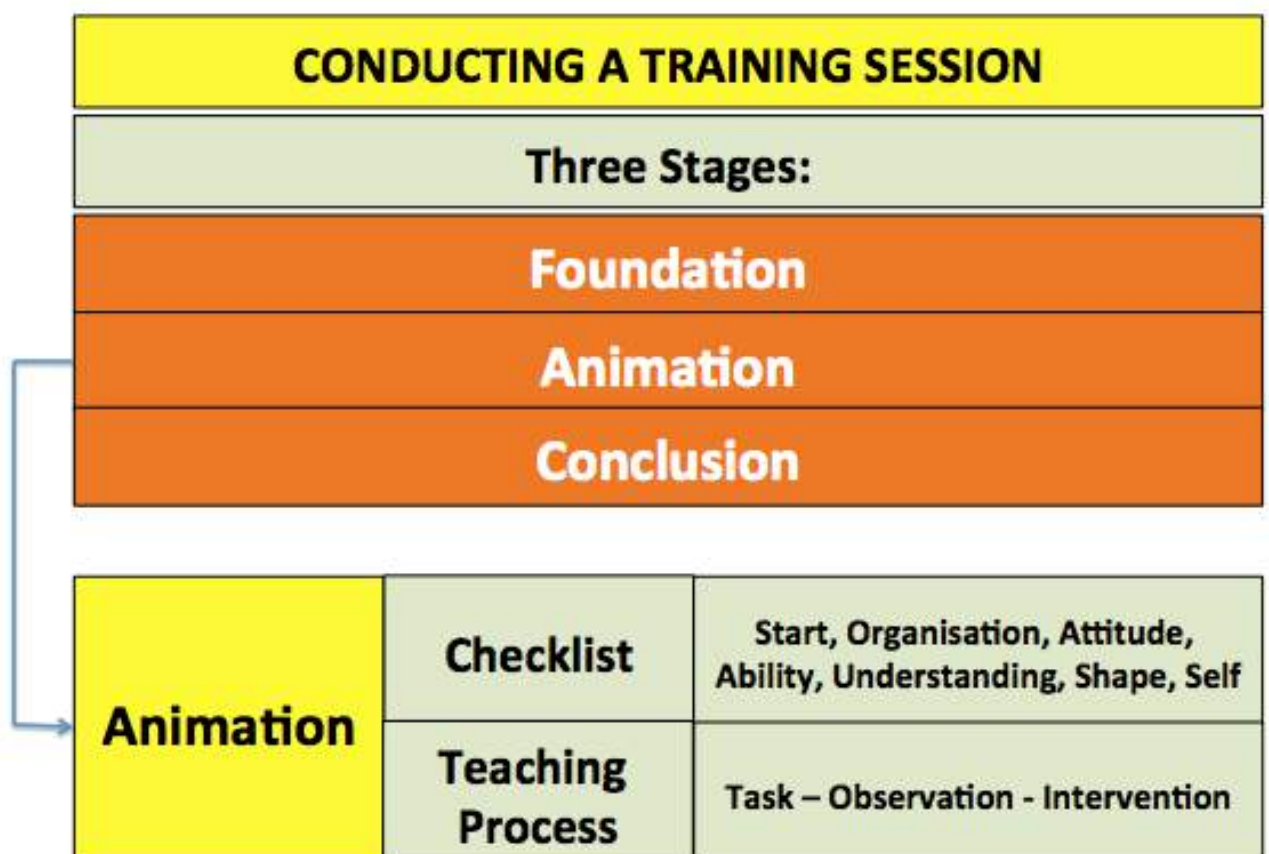 CONDUCTING A TRAINING SESSION
Three Stages:
Foundation
Animation
Conclusion
Animation
Checklist
Start, Organisation, Attitude,
Ability, Understanding, Shape, Self
Teaching
Process
Task – Observation - Intervention